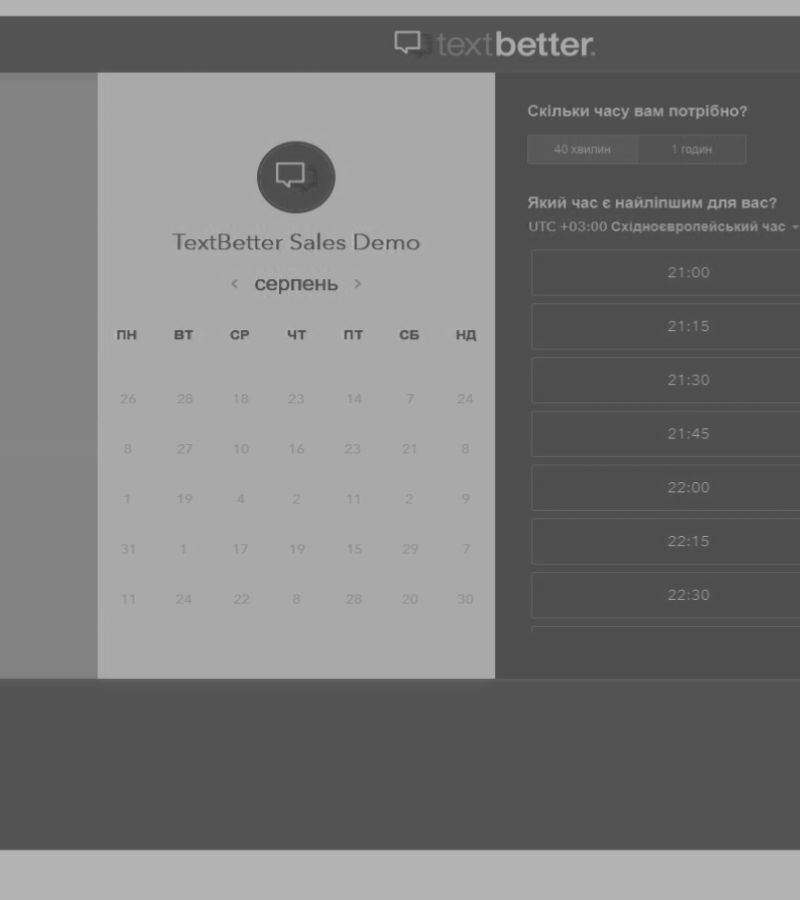 textbetter.
TextBetter Sales Demo
‹ серпень ›
ПН ВТ СР ЧТ ПТ СБ НД
26 28 18 23 14 7 24
8 27 10 16 23 21 8
1 19 4 2 11 2 9
31 1 17 19 15 29 7
11 24 22 8 28 20 30
Скільки часу вам потрібно?
40 хвилин 1 годин
Який час є найліпшим для вас?
UTC +03:00 Східноєвропейський час
21:00
21:15
21:30
21:45
22:00
22:15
22:30